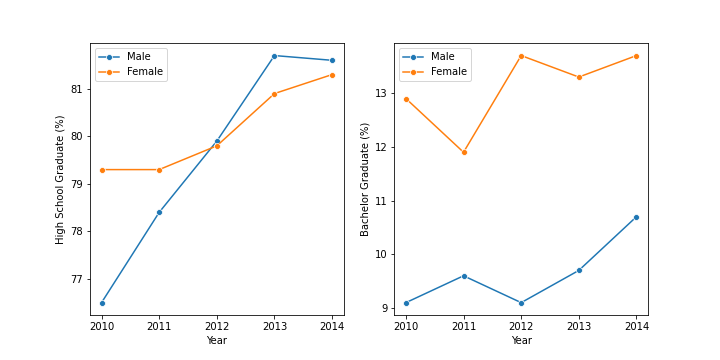 Male
Female
High School Graduate (%)
81
80
79
78
77
2010 2011 2012 2013 2014
Year
Male
Female
Bachelor Graduate (%)
13
12
11
10
9
2010 2011 2012 2013 2014
Year